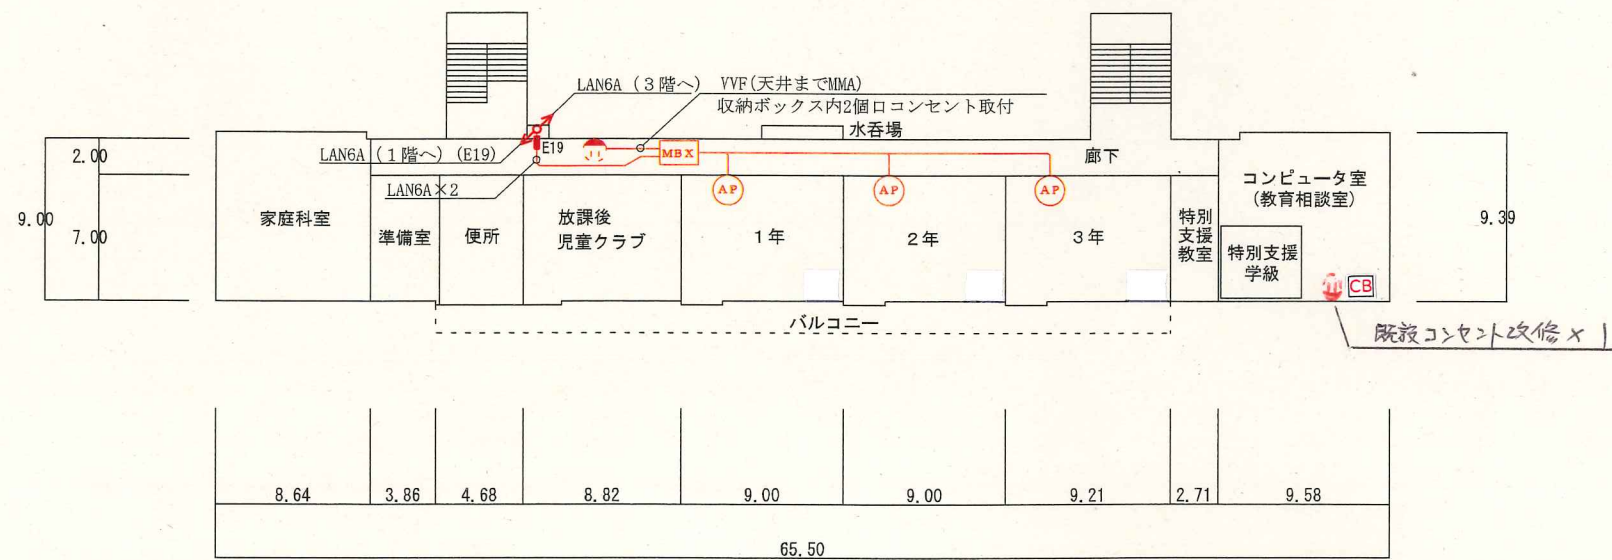 LAN6A（３階へ）
VVF(天井までMMA)
収納ボックス内2個口コンセント取付
水呑場
LAN6A（１階へ）(E19)
E19
MBX
廊下
LAN6A×2
AP
AP
AP
2.00
7.00
9.00
9.39
家庭科室
準備室
便所
放課後
児童クラブ
１年
２年
３年
特別
支援
教室
コンピュータ室
(教育相談室)
特別支援
学級
CB
バルコニー
既設コンセント改修×1
8.64
3.86
4.68
8.82
9.00
9.00
9.21
2.71
9.58
65.50